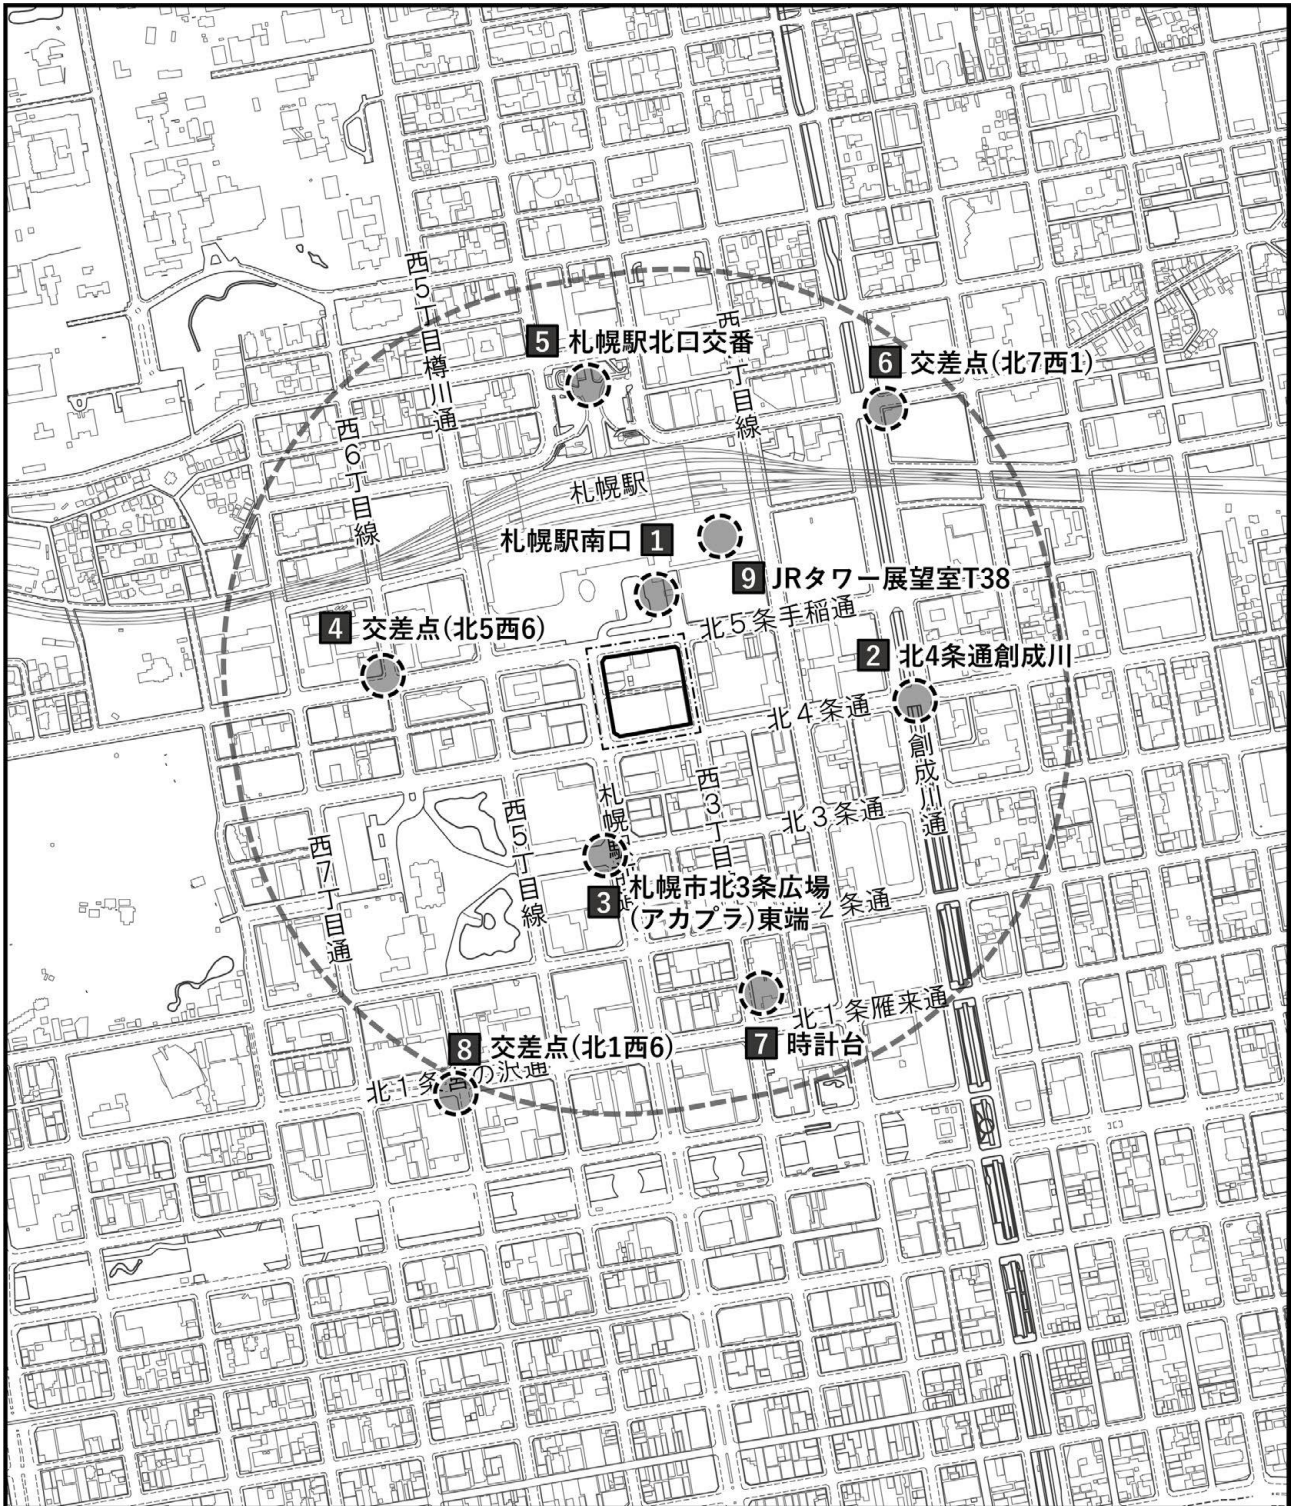 西5丁目樽川通
5 札幌駅北口交番
丁目線
6 交差点(北7西1)
西6丁目線
札幌駅
札幌駅南口 1
9 JRタワー展望室T38
北5条手稲通
4 交差点(北5西6)
2 北4条通創成川
北4条通
創成川通
西3丁目
札幌駅
北3条通
西5丁目線
西7丁目通
3 札幌市北3条広場
(アカプラ)東端
2条通
北1条雁来通
7 時計台
8 交差点(北1西6)
北1条宮の沢通